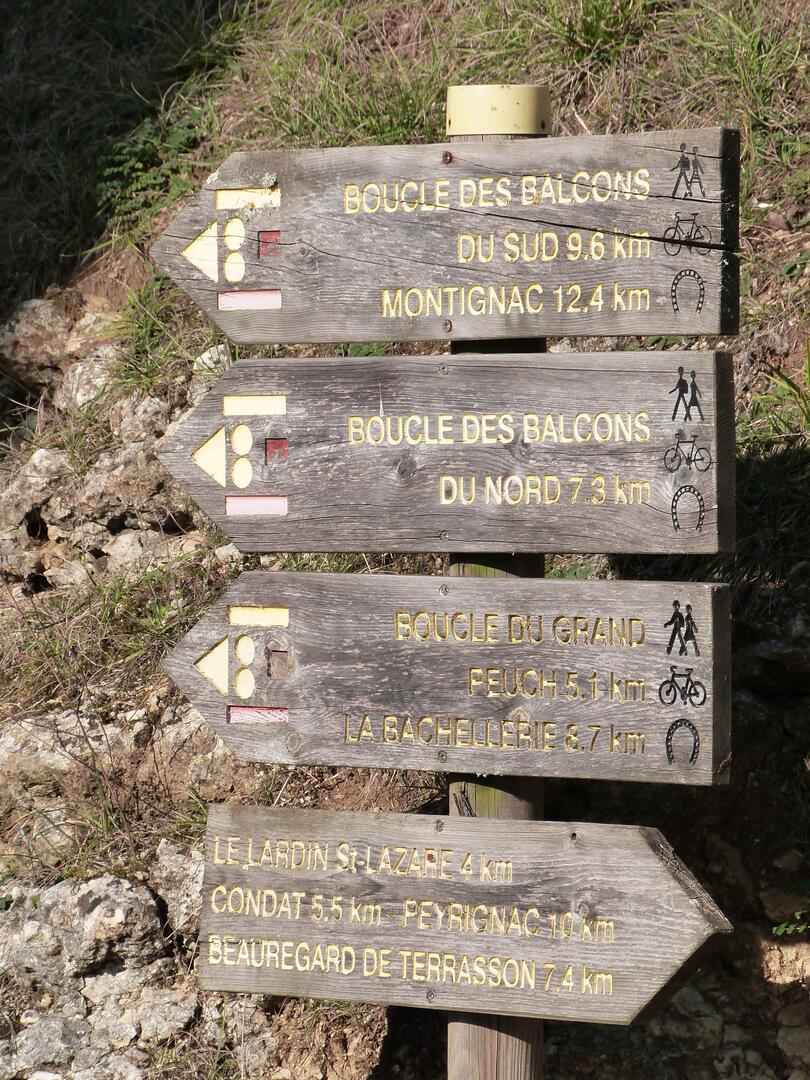 BOUCLE DES BALCONS
DU SUD 9.6 km
MONTIGNAC 12.4 km
BOUCLE DES BALCONS
DU NORD 7.3 km
BOUCLE DU GRAND
PEUCH 5.1 km
LA BACHELLERIE 8.7 km
LE LARDIN St-LAZARE 4 km
CONDAT 5.5 km - PEYRIGNAC 10 km
BEAUREGARD DE TERRASSON 7.4 km